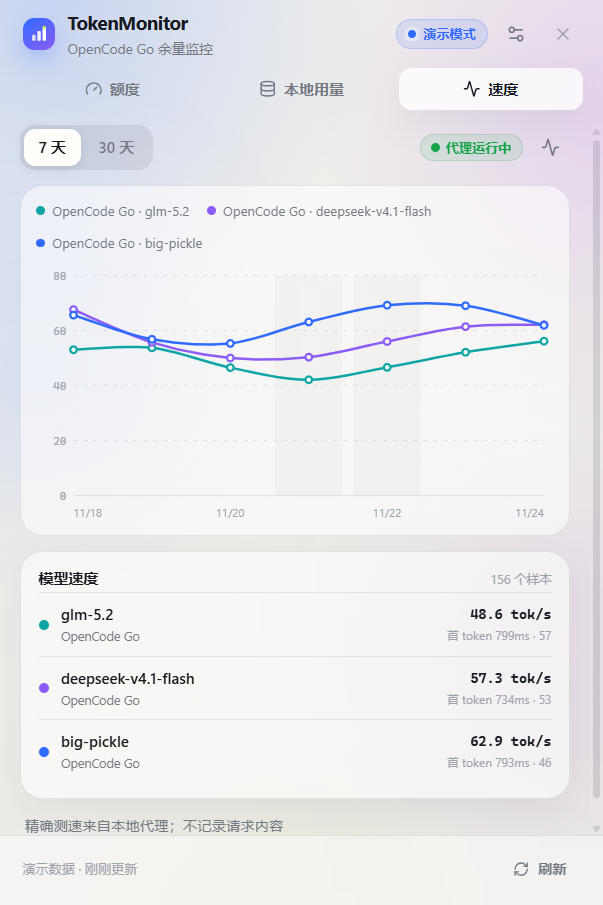 TokenMonitor
OpenCode Go 余量监控
演示模式
额度
本地用量
速度
7 天
30 天
代理运行中
OpenCode Go · glm-5.2
OpenCode Go · deepseek-v4.1-flash
OpenCode Go · big-pickle
80
60
40
20
0
11/18
11/20
11/22
11/24
模型速度
156 个样本
glm-5.2
48.6 tok/s
OpenCode Go
首 token 799ms · 57
deepseek-v4.1-flash
57.3 tok/s
OpenCode Go
首 token 734ms · 53
big-pickle
62.9 tok/s
OpenCode Go
首 token 793ms · 46
精确测速来自本地代理；不记录请求内容
演示数据 · 刚刚更新
刷新